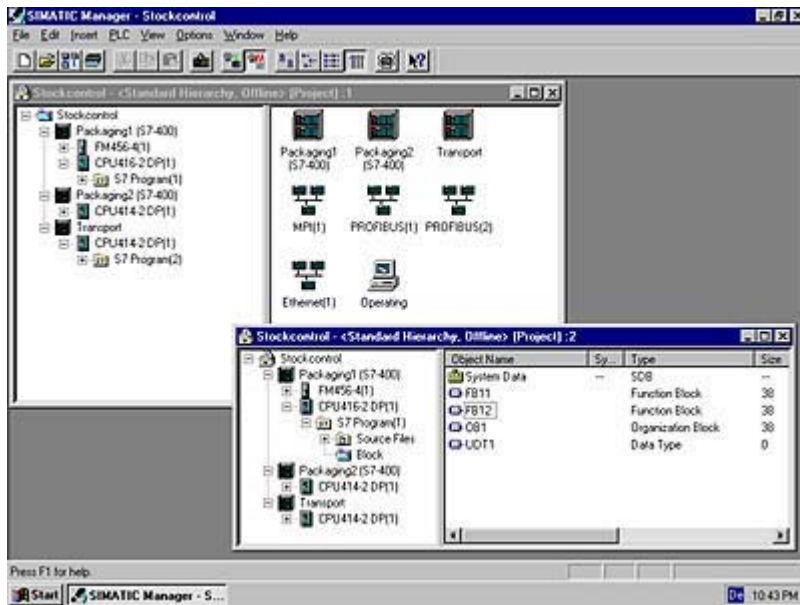 SIMATIC Manager - Stockcontrol
File Edit Insert PLC View Options Window Help
Stockcontrol - <Standard Hierarchy, Offline> (Project) :1
Stockcontrol
Packaging1 (S7-400)
FM456-4(1)
CPU416-2 DP(1)
S7 Program(1)
Packaging2 (S7-400)
CPU414-2 DP(1)
Transport
CPU414-2 DP(1)
S7 Program(2)
Packaging1 Packaging2 Transport
(S7-400) (S7-400)
MPI(1) PROFIBUS(1) PROFIBUS(2)
Ethernet(1) Operating
Stockcontrol - <Standard Hierarchy, Offline> (Project) :2
Stockcontrol
Packaging1 (S7-400)
FM456-4(1)
CPU416-2 DP(1)
S7 Program(1)
Source Files
Block
Packaging2 (S7-400)
CPU414-2 DP(1)
Transport
CPU414-2 DP(1)
Object Name Sy... Type Size
System Data -- SDB --
FB11 Function Block 38
FB12 Function Block 38
OB1 Organization Block 38
UDT1 Data Type 0
Press F1 for help.
Start SIMATIC Manager - S... De 10:43 PM